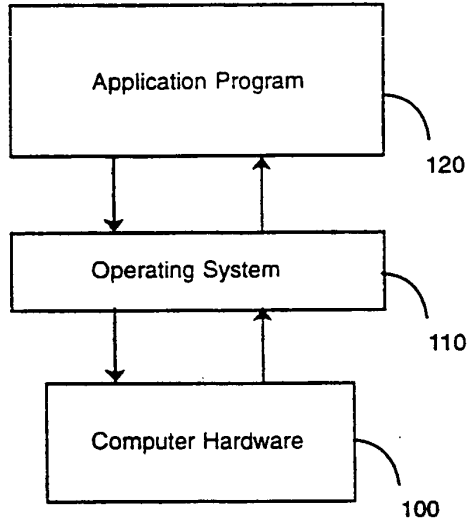 Application Program
120
Operating System
110
Computer Hardware
100